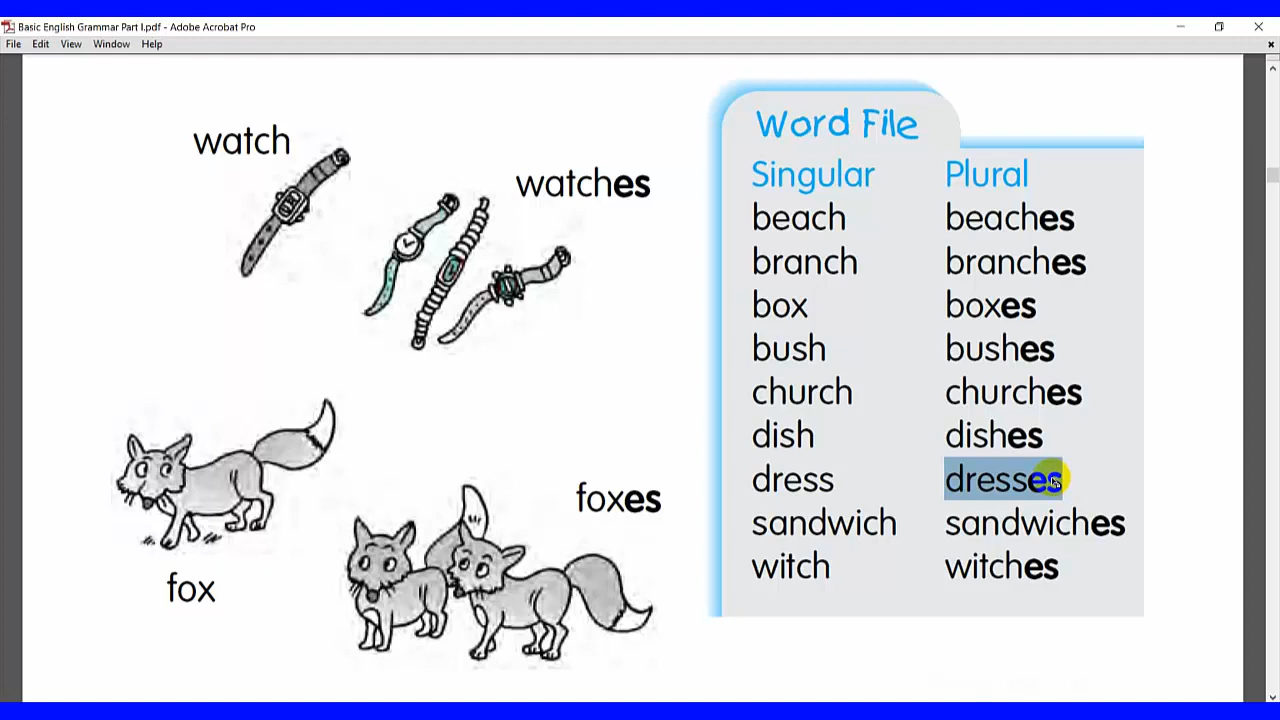 Basic English Grammar Part I.pdf - Adobe Acrobat Pro
File Edit View Window Help
watch
watches
fox
foxes
Word File
Singular Plural
beach beaches
branch branches
box boxes
bush bushes
church churches
dish dishes
dress dresses
sandwich sandwiches
witch witches